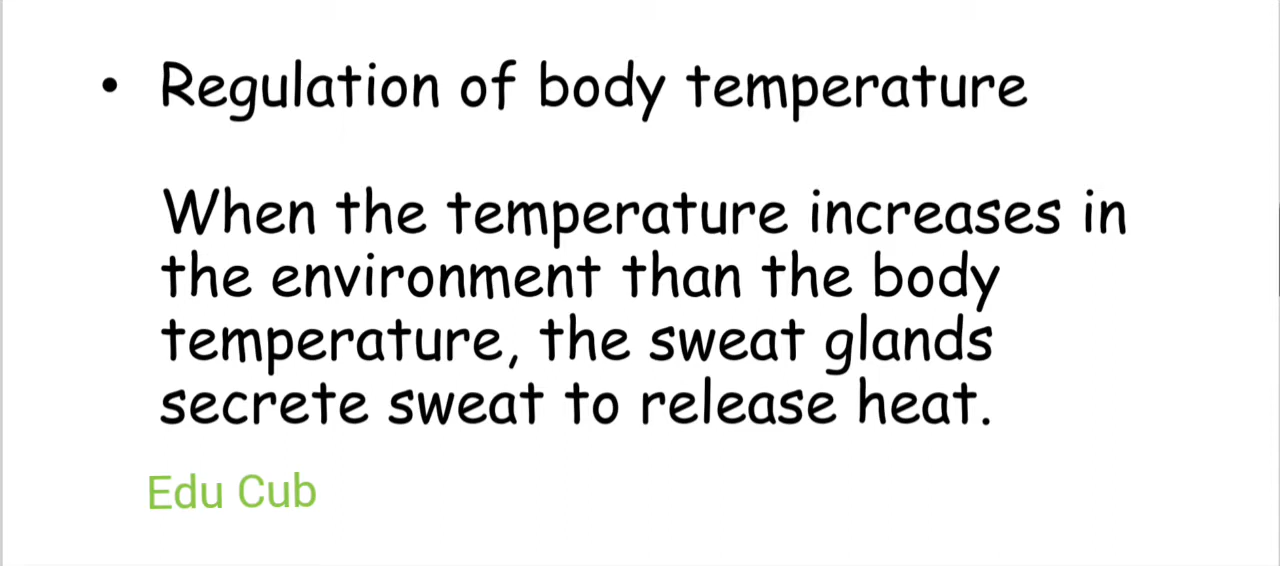 • Regulation of body temperature
When the temperature increases in
the environment than the body
temperature, the sweat glands
secrete sweat to release heat.
Edu Cub